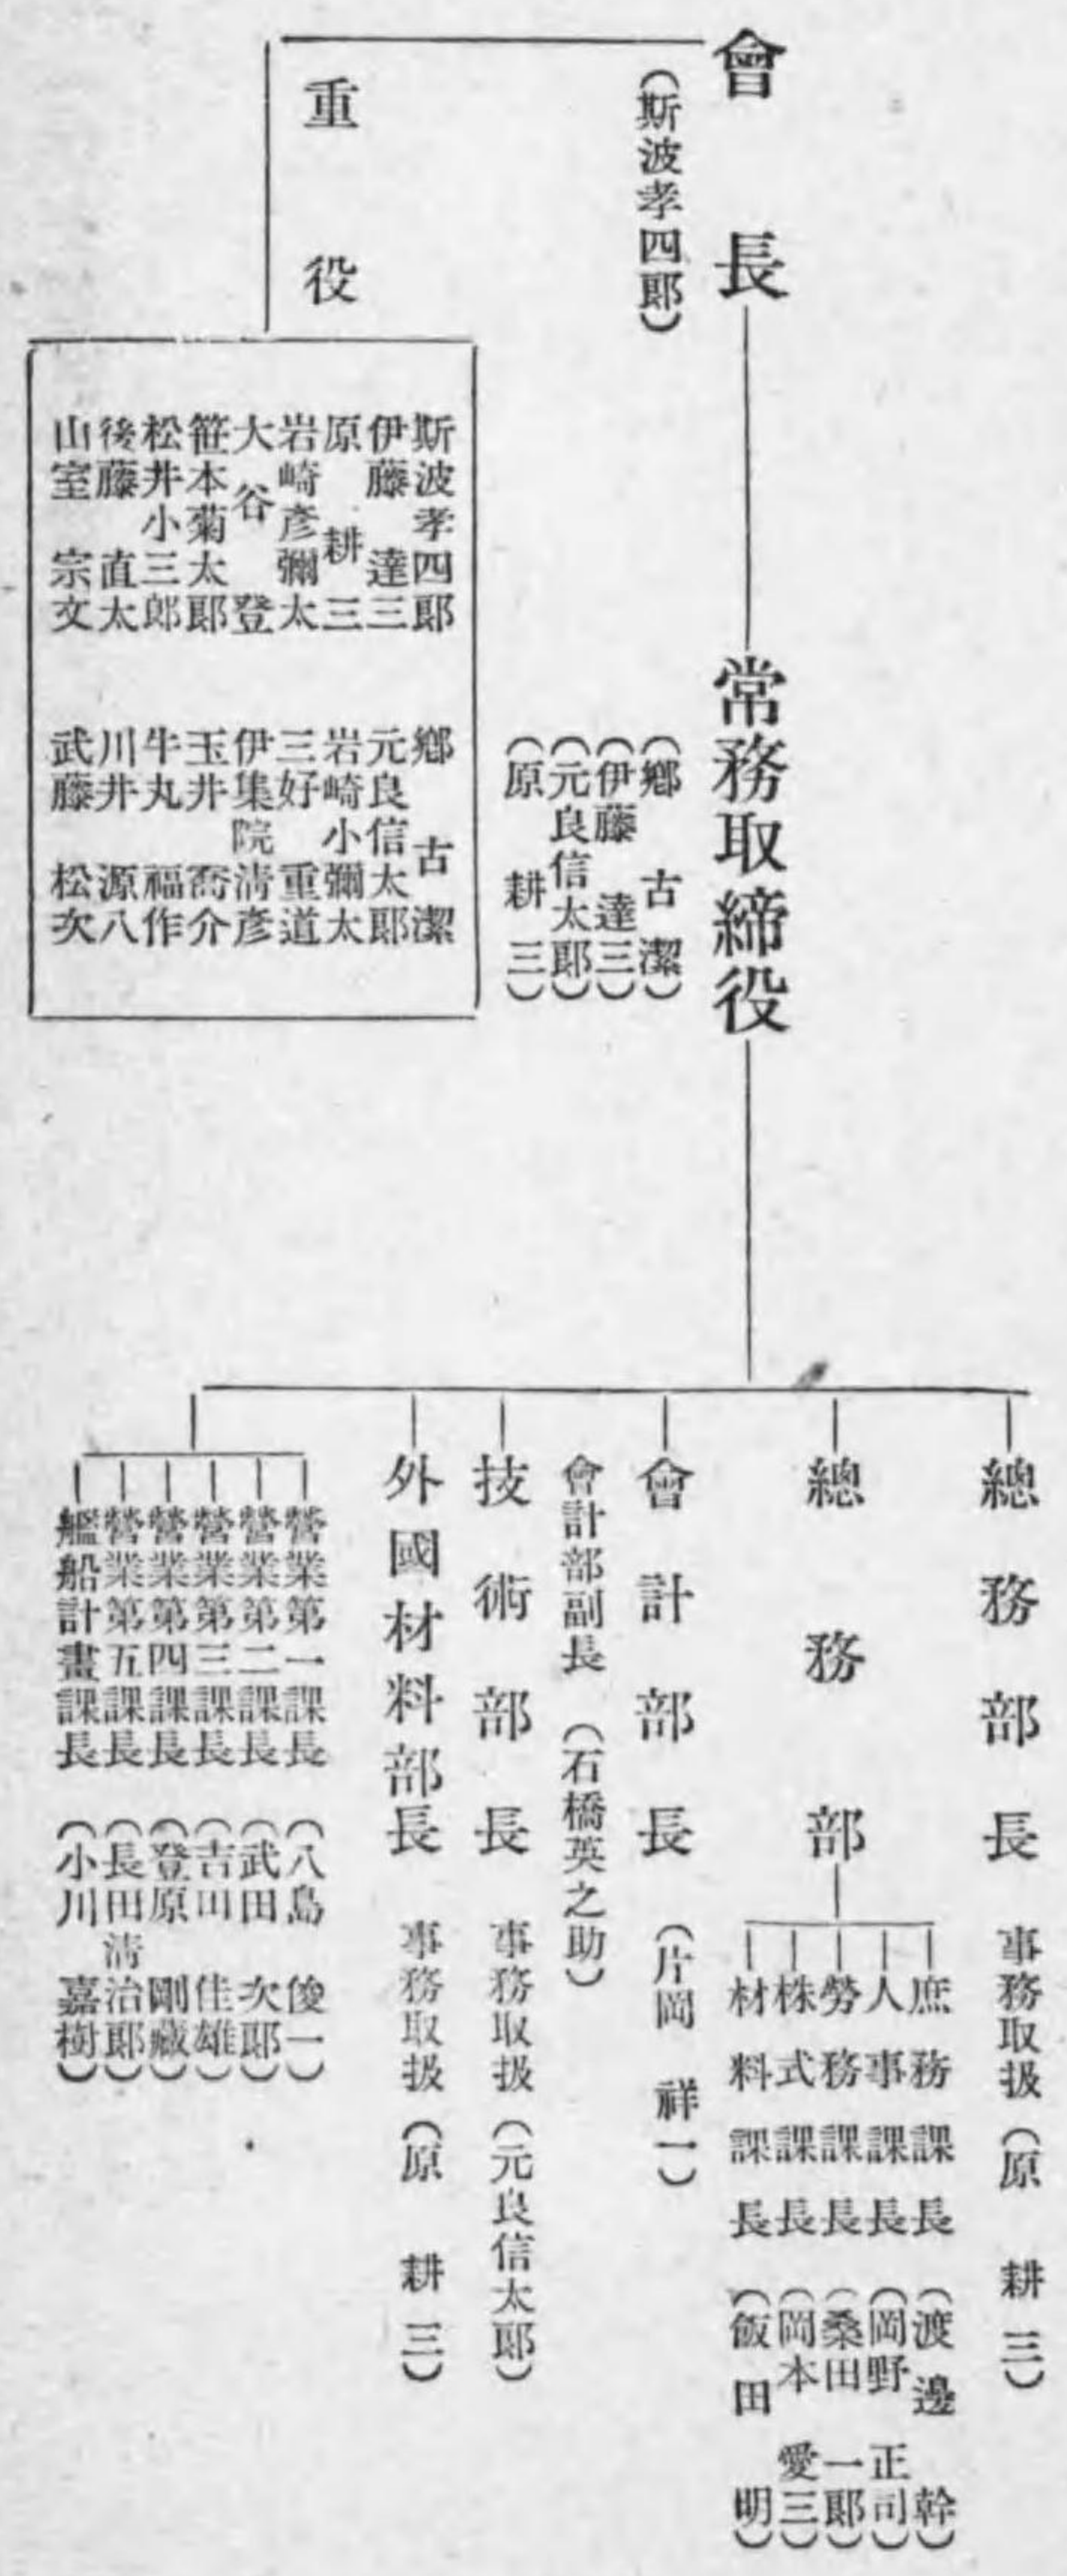 會長
(斯波孝四郎)
重役
斯波孝四郎
伊藤達三
原耕三
岩崎彥彌太
大谷登
笹本菊太郎
松井小三郎
後藤直太
山室宗文
鄕古潔
元良信太郎
岩崎小彌太
三好重道
伊集院淸彥
玉井喬介
牛丸福作
川井源八
武藤松次
常務取締役
(鄕古潔)
(伊藤達三)
(元良信太郎)
(原耕三)
總務部長 事務取扱 (原耕三)
總務部
庶務課長 (渡邊幹)
人事課長 (岡野正司)
勞務課長 (桑田一郎)
株式課長 (岡本愛三)
材料課長 (飯田明)
會計部長 (片岡祥一)
會計部副長 (石橋英之助)
技術部長 事務取扱 (元良信太郎)
外國材料部長 事務取扱 (原耕三)
營業第一課長 (八島俊一)
營業第二課長 (武田次郎)
營業第三課長 (吉田佳雄)
營業第四課長 (登原剛藏)
營業第五課長 (長田淸治郎)
艦船計畫課長 (小川嘉樹)